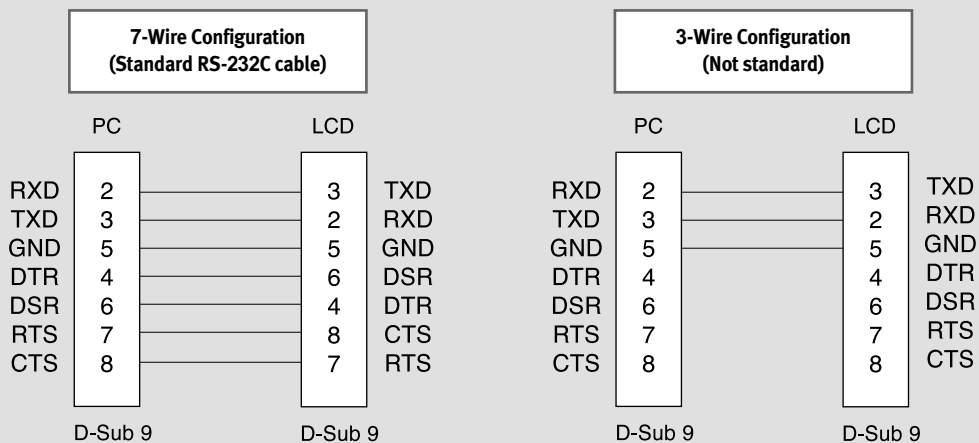 7-Wire Configuration
(Standard RS-232C cable)
PC LCD
RXD 2 3 TXD
TXD 3 2 RXD
GND 5 5 GND
DTR 4 6 DSR
DSR 6 4 DTR
RTS 7 8 CTS
CTS 8 7 RTS
D-Sub 9 D-Sub 9
3-Wire Configuration
(Not standard)
PC LCD
RXD 2 3 TXD
TXD 3 2 RXD
GND 5 5 GND
DTR 4 4 DTR
DSR 6 6 DSR
RTS 7 7 RTS
CTS 8 8 CTS
D-Sub 9 D-Sub 9